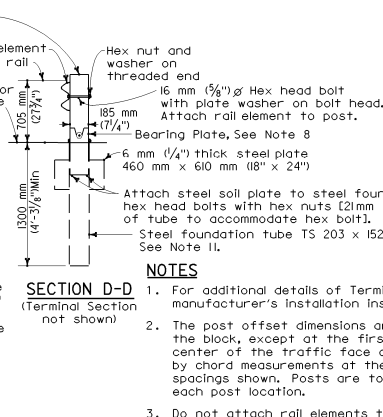 element
rail
or
Hex nut and
washer on
threaded end
16 mm (5/8") Ø Hex head bolt
with plate washer on bolt head.
Attach rail element to post.
705 mm
(27 3/4")
185 mm
(7 1/4")
Bearing Plate, See Note 8
6 mm (1/4") thick steel plate
460 mm x 610 mm (18" x 24")
1300 mm
(4'-3 1/8")Min
Attach steel soil plate to steel foun
hex head bolts with hex nuts [21mm
of tube to accommodate hex bolt].
Steel foundation tube TS 203 x 152
See Note 11.
SECTION D-D
(Terminal Section
not shown)
NOTES
1. For additional details of Termi
manufacturer's installation ins
2. The post offset dimensions ar
the block, except at the firs
center of the traffic face o
by chord measurements at the
spacings shown. Posts are to
each post location.
3. Do not attach rail elements t